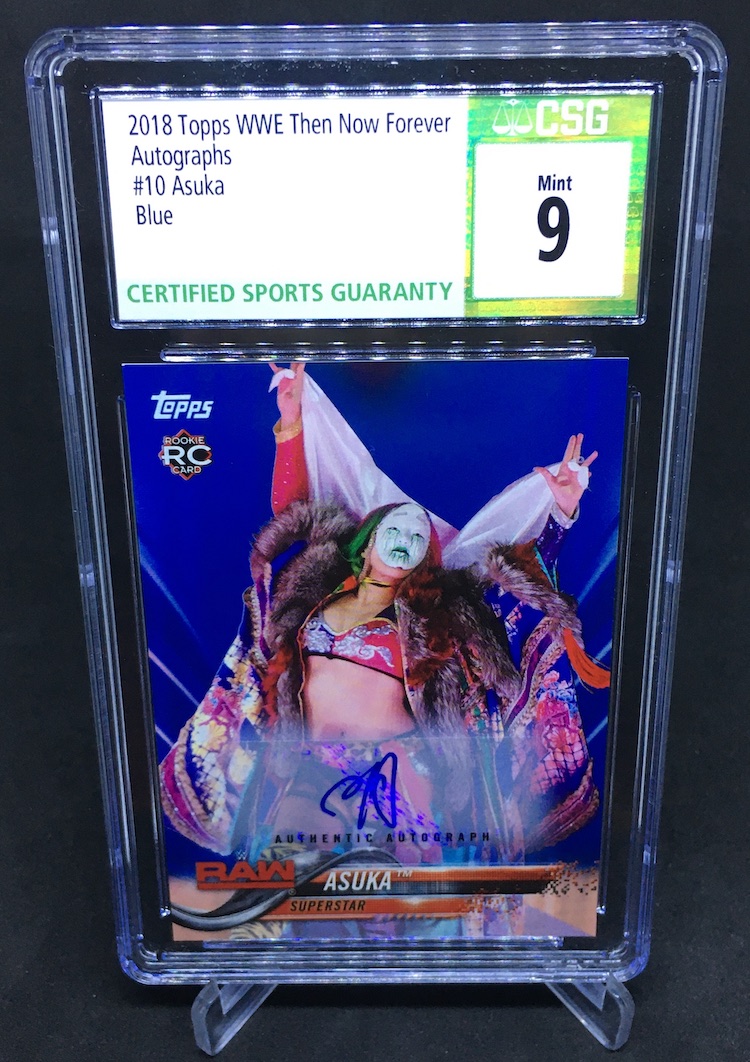 2018 Topps WWE Then Now Forever
Autographs
#10 Asuka
Blue
CERTIFIED SPORTS GUARANTY
CSG
Mint
9
TOPPS
ROOKIE
RC
CARD
AUTHENTIC AUTOGRAPH
RAW
ASUKA™
SUPERSTAR